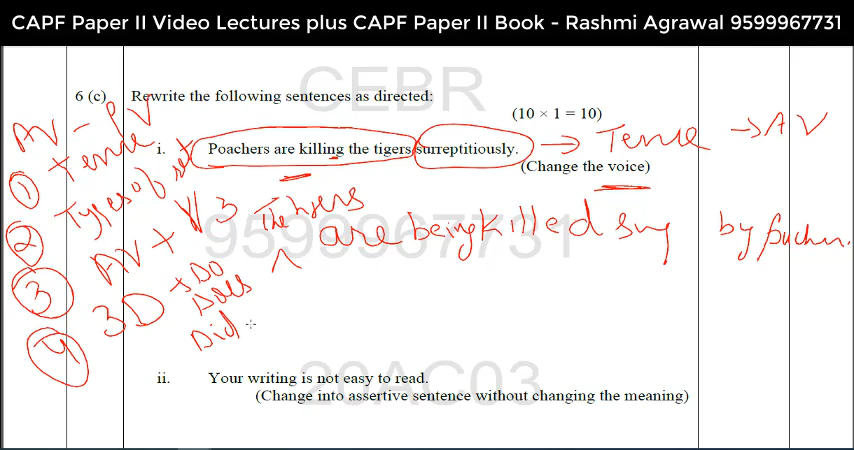 CAPF Paper II Video Lectures plus CAPF Paper II Book - Rashmi Agrawal 9599967731
CEBR
6 (c) Rewrite the following sentences as directed:
(10 × 1 = 10)
AV - PV
i. Poachers are killing the tigers surreptitiously. → Tense → AV
(Change the voice)
① Tense
② Types of
③ AV + V3
The tigers are being killed by
9599967731
④ 3D × Do
Does
Did
20AC03
ii. Your writing is not easy to read.
(Change into assertive sentence without changing the meaning)